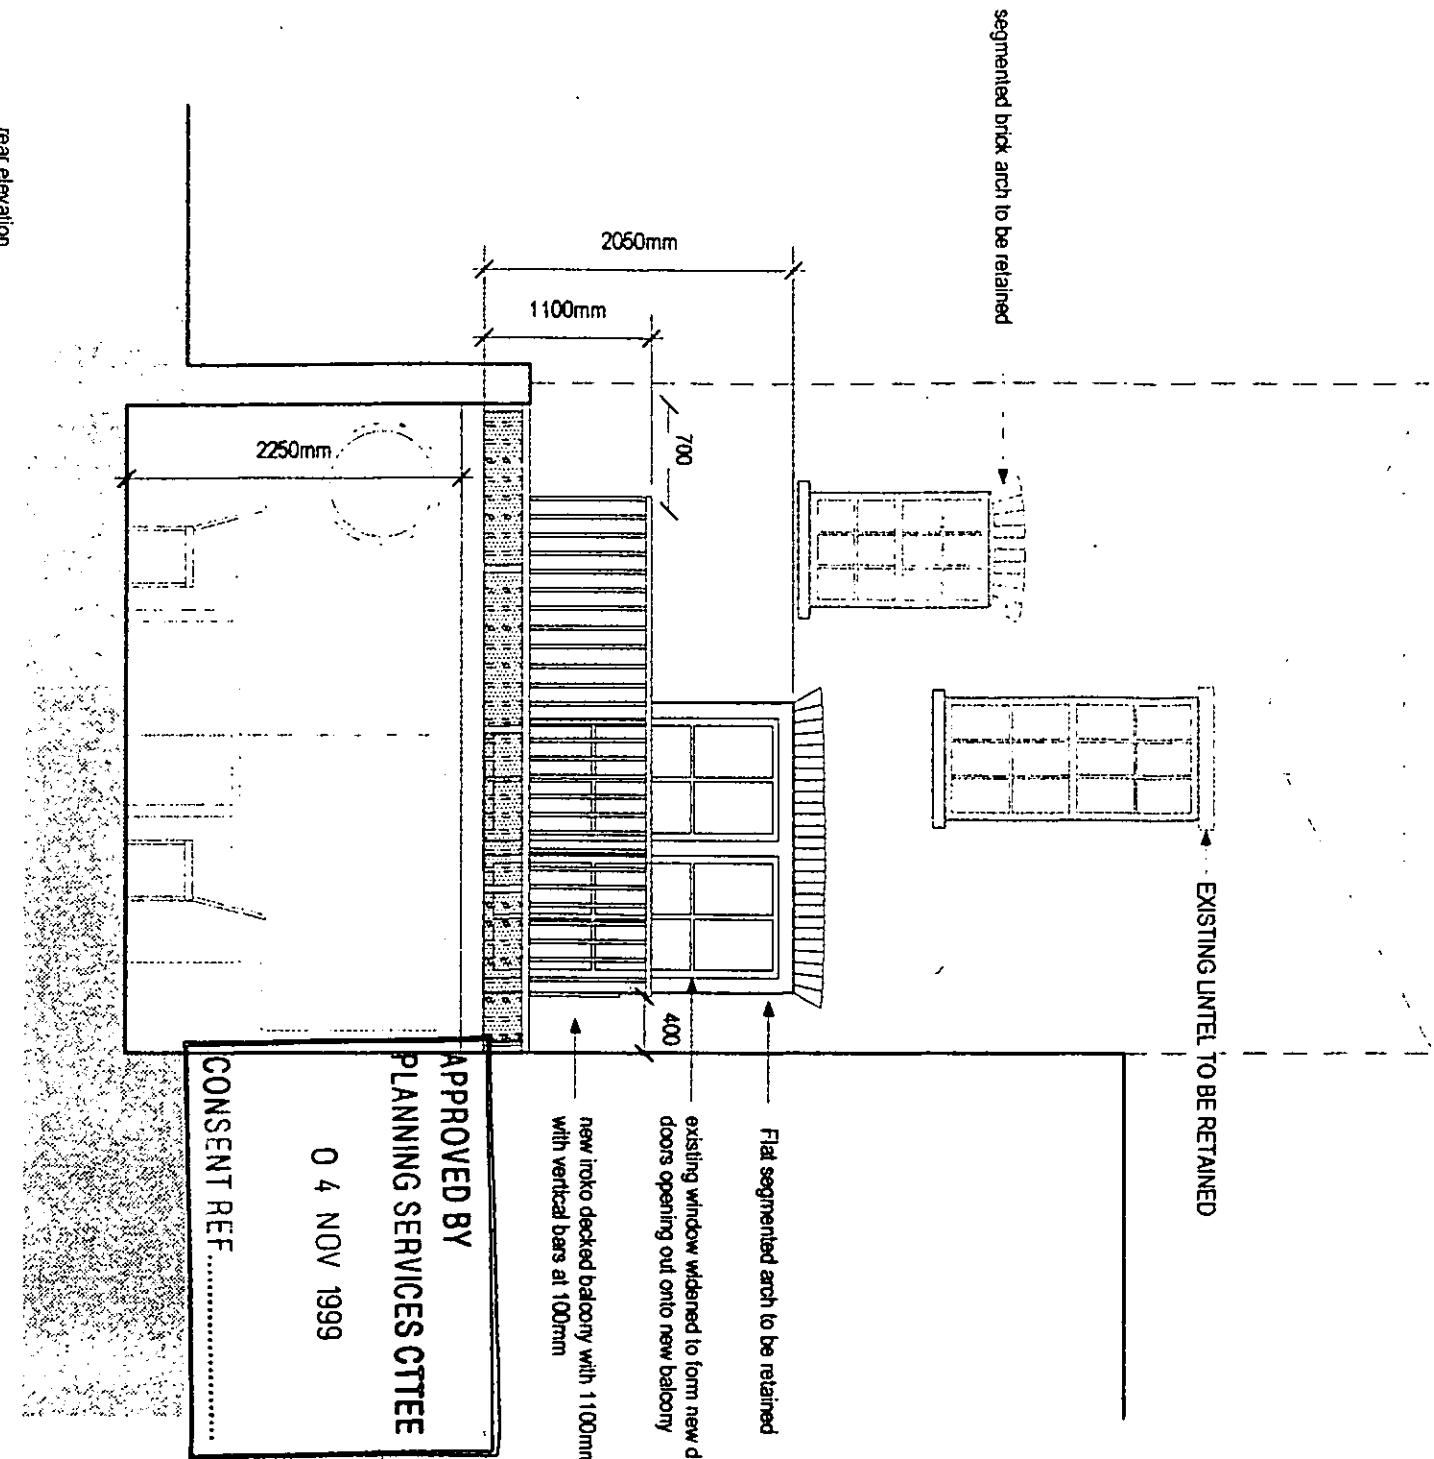 segmented brick arch to be retained
EXISTING LINTEL TO BE RETAINED
2050mm
1100mm
700
2250mm
400
Flat segmented arch to be retained
existing window widened to form new d
doors opening out onto new balcony
new iroko decked balcony with 1100mm
with vertical bars at 100mm
APPROVED BY
PLANNING SERVICES CTTEE
04 NOV 1999
CONSENT REF....................
rear elevation